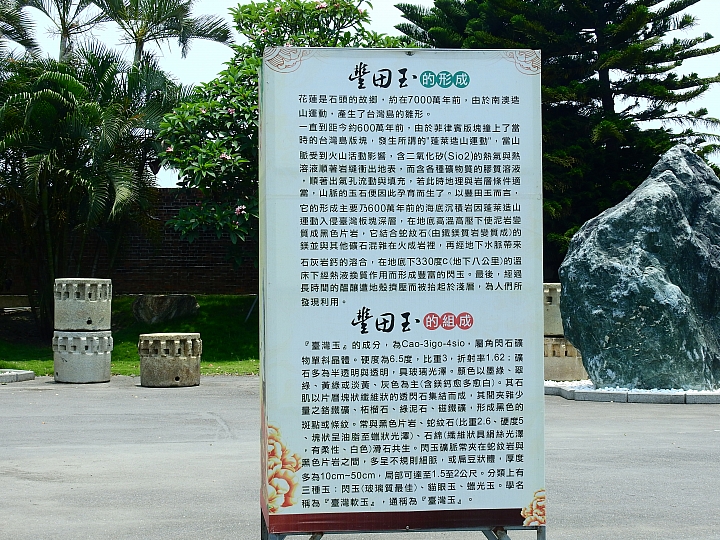 豐田玉的形成
花蓮是石頭的故鄉，約在7000萬年前，由於南澳造
山運動，產生了台灣島的雛形。
一直到距今約600萬年前，由於菲律賓版塊撞上了當
時的台灣島版塊，發生所謂的"蓬萊造山運動"，當山
脈受到火山活動影響，含二氧化矽(Sio2)的熱氣與熱
溶液順著岩縫衝出地表，而含各種礦物質的膠質溶液
，順著出氣孔流動與填充，若此時地理與岩層條件適
當，山脈的玉石便因此孕育而生了。以豐田玉而言，
它的形成主要乃600萬年前的海底沉積岩因蓬萊造山
運動入侵臺灣板塊深層，在地底高溫高壓下使泥岩變
質成黑色片岩，它結合蛇紋石(由鐵鎂質岩變質成)的
鎂並與其他礦石混雜在火成岩裡，再經地下水脈帶來
石灰岩鈣的溶合，在地底下330度C(地下八公里)的溫
床下經熱液換質作用而形成豐富的閃玉。最後，經過
長時間的醞釀遭地殼擠壓而被抬起於淺層，為人們所
發現利用。
豐田玉的組成
『臺灣玉』的成分，為Cao-3igo-4sio，屬角閃石礦
物單斜晶體。硬度為6.5度，比重3，折射率1.62；礦
石多為半透明與透明，具玻璃光澤。顏色以墨綠、翠
綠、黃綠或淡黃、灰色為主(含鎂鈣愈多愈白)。其石
肌以片層塊狀纖維狀的透閃石集結而成，其間夾雜少
量之鉻鐵礦、柘榴石、綠泥石、磁鐵礦，形成黑色的
斑點或條紋。常與黑色片岩、蛇紋石(比重2.6、硬度5
、塊狀呈油脂至蠟狀光澤)、石綿(纖維狀具絹絲光澤
，有柔性、白色)滑石共生。閃玉礦脈常夾在蛇紋岩與
黑色片岩之間，多呈不規則細脈，或扁豆狀體，厚度
多為10cm~50cm，局部可達至1.5至2公尺。分類上有
三種玉：閃玉(玻璃質最佳)、貓眼玉、蠟光玉。學名
稱為『臺灣軟玉』，通稱為『臺灣玉』。